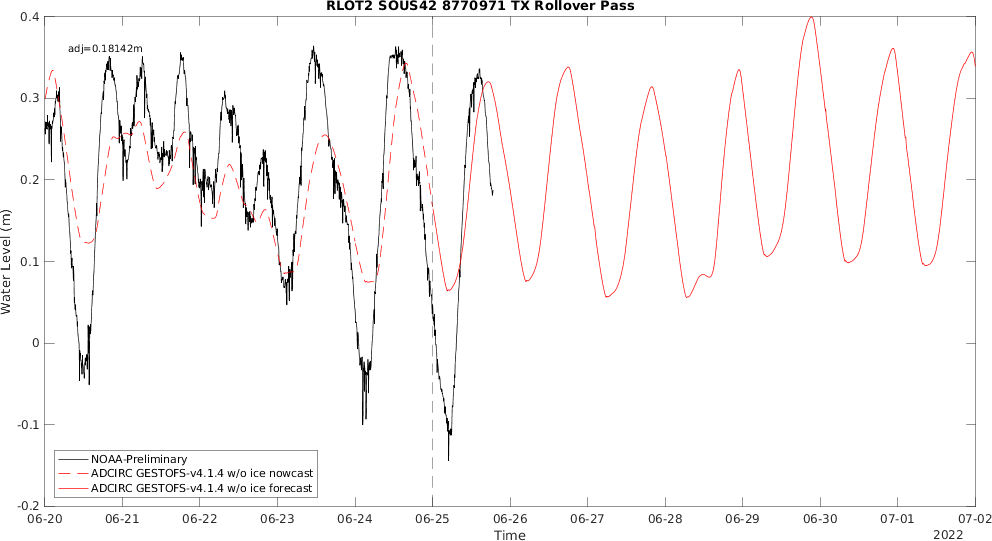 RLOT2 SOUS42 8770971 TX Rollover Pass
adj=0.18142m
0.4
0.3
0.2
0.1
0
-0.1
-0.2
Water Level (m)
NOAA-Preliminary
ADCIRC GESTOFS-v4.1.4 w/o ice nowcast
ADCIRC GESTOFS-v4.1.4 w/o ice forecast
06-20 06-21 06-22 06-23 06-24 06-25 06-26 06-27 06-28 06-29 06-30 07-01 07-02
Time
2022